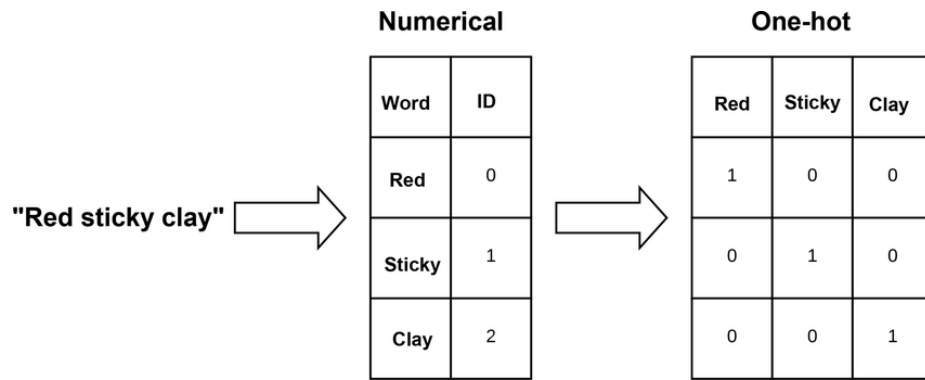 Numerical
One-hot
Word ID
Red Sticky Clay
Red 0
1 0 0
"Red sticky clay"
Sticky 1
0 1 0
Clay 2
0 0 1